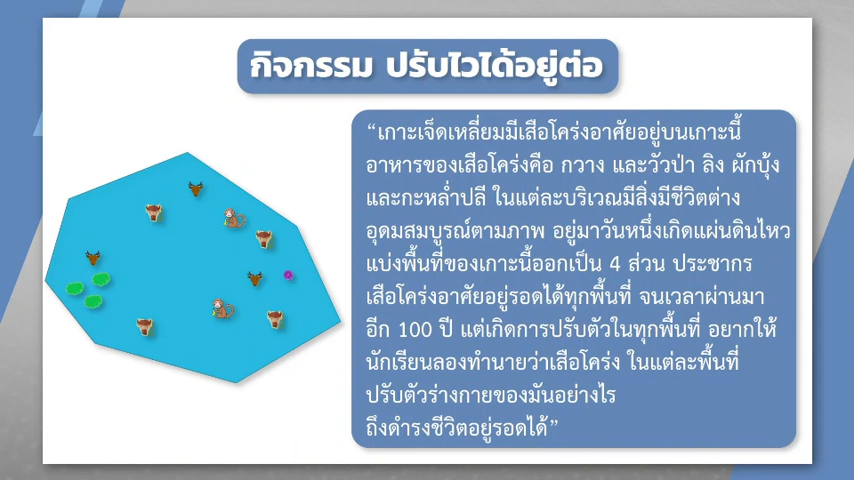 กิจกรรม ปรับไวได้อยู่ต่อ
“เกาะเจ็ดเหลี่ยมมีเสือโคร่งอาศัยอยู่บนเกาะนี้
อาหารของเสือโคร่งคือ กวาง และวัวป่า ลิง ผักบุ้ง
และกะหล่ำปลี ในแต่ละบริเวณมีสิ่งมีชีวิตต่าง
อุดมสมบูรณ์ตามภาพ อยู่มาวันหนึ่งเกิดแผ่นดินไหว
แบ่งพื้นที่ของเกาะนี้ออกเป็น 4 ส่วน ประชากร
เสือโคร่งอาศัยอยู่รอดได้ทุกพื้นที่ จนเวลาผ่านมา
อีก 100 ปี แต่เกิดการปรับตัวในทุกพื้นที่ อยากให้
นักเรียนลองทำนายว่าเสือโคร่ง ในแต่ละพื้นที่
ปรับตัวร่างกายของมันอย่างไร
ถึงดำรงชีวิตอยู่รอดได้”